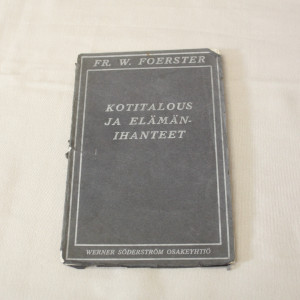 FR. W. FOERSTER
KOTITALOUS
JA ELÄMÄN-
IHANTEET
WERNER SÖDERSTRÖM OSAKEYHTIÖ